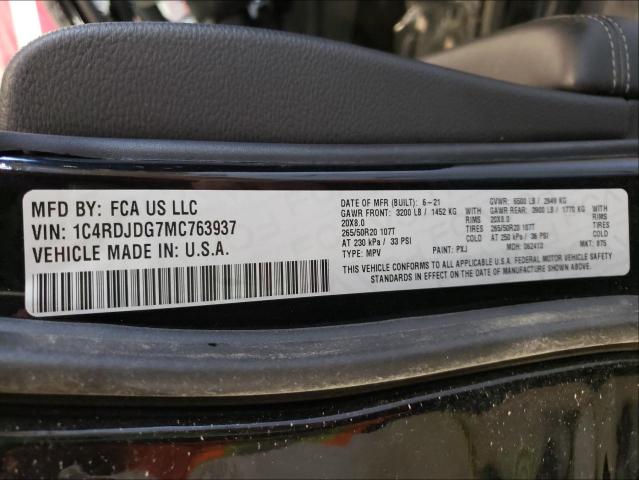 MFD BY: FCA US LLC
VIN: 1C4RDJDG7MC763937
VEHICLE MADE IN: U.S.A.
DATE OF MFR (BUILT): 6-21
GVWR: 6500 LB / 2949 KG
GAWR FRONT: 3200 LB / 1452 KG WITH
GAWR REAR: 3900 LB / 1770 KG WITH
20X8.0 RIMS
20X8.0 RIMS
265/50R20 107T TIRES
265/50R20 107T TIRES
AT 230 kPa / 33 PSI COLD
AT 250 kPa / 36 PSI COLD
TYPE: MPV
PAINT: PXJ
MDH: 062410
MKT: 875
THIS VEHICLE CONFORMS TO ALL APPLICABLE U.S.A. FEDERAL MOTOR VEHICLE SAFETY
STANDARDS IN EFFECT ON THE DATE OF MANUFACTURE SHOWN ABOVE.